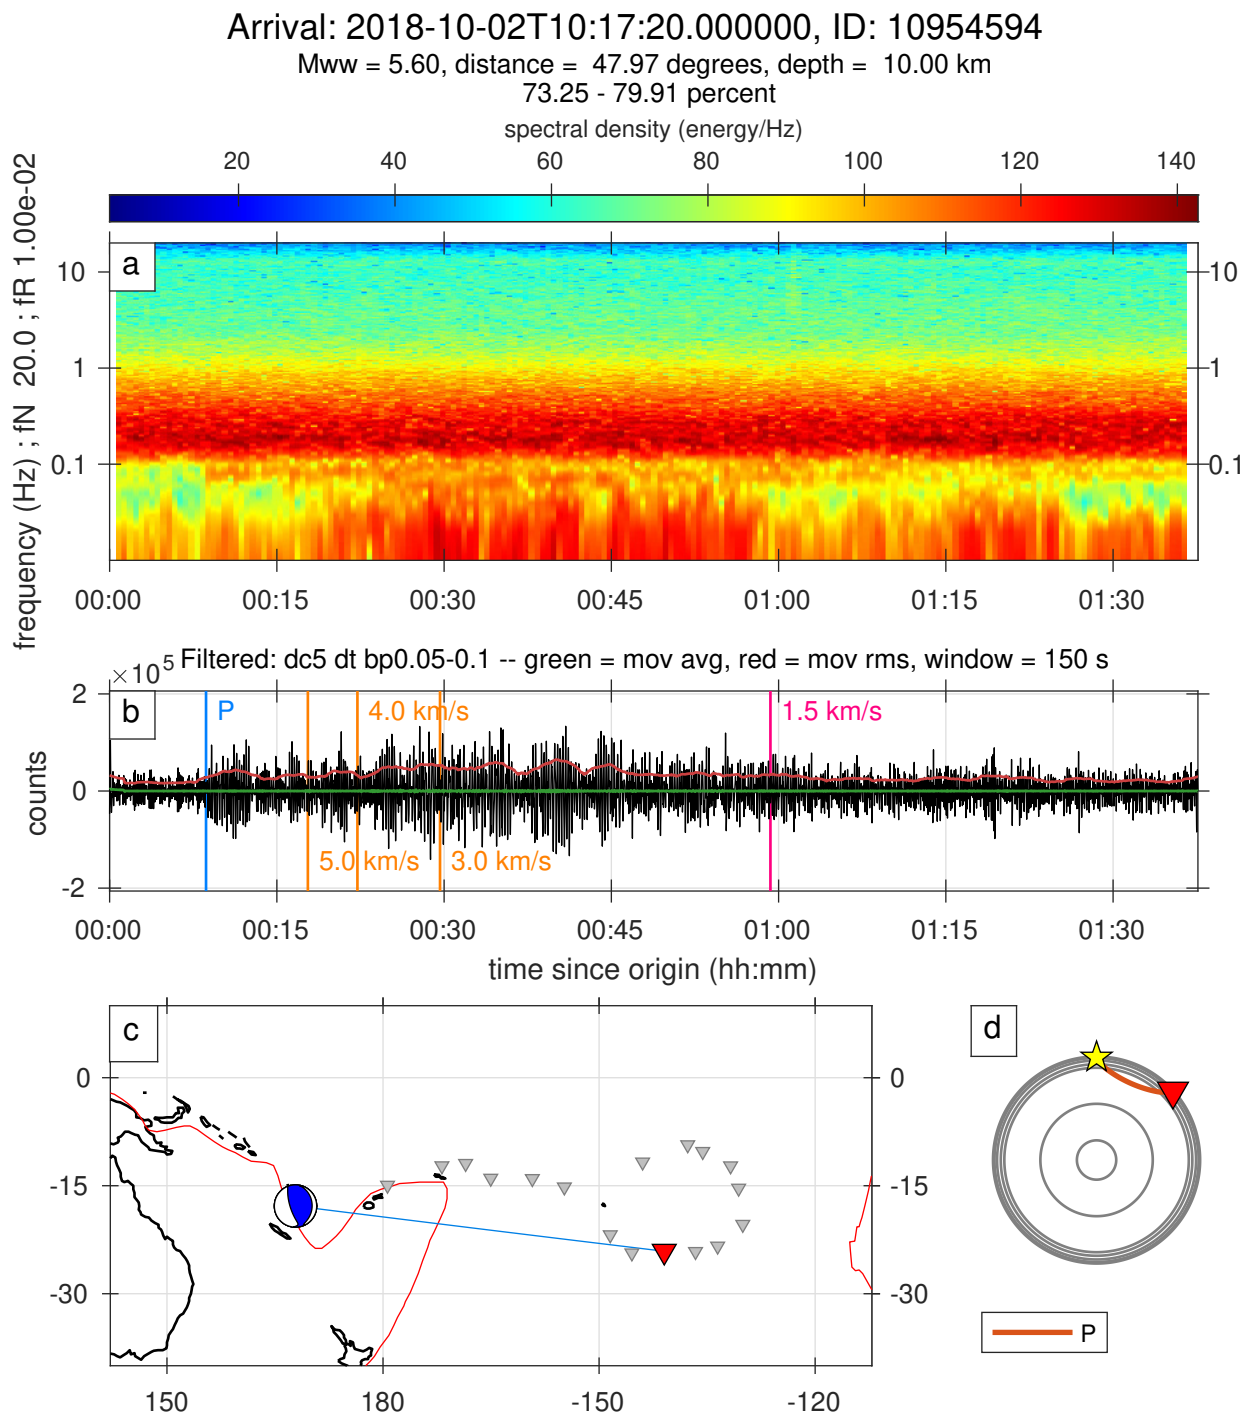 Arrival: 2018-10-02T10:17:20.000000, ID: 10954594
Mww = 5.60, distance =  47.97 degrees, depth =  10.00 km
73.25 - 79.91 percent
spectral density (energy/Hz)
20 40 60 80 100 120 140
frequency (Hz) ; fN  20.0 ; fR 1.00e-02
a
10 10
1 1
0.1 0.1
00:00 00:15 00:30 00:45 01:00 01:15 01:30
×10^5 Filtered: dc5 dt bp0.05-0.1 -- green = mov avg, red = mov rms, window = 150 s
counts
b
2
0
-2
P 4.0 km/s 1.5 km/s
5.0 km/s 3.0 km/s
00:00 00:15 00:30 00:45 01:00 01:15 01:30
time since origin (hh:mm)
c
0 0
-15 -15
-30 -30
150 180 -150 -120
d
P